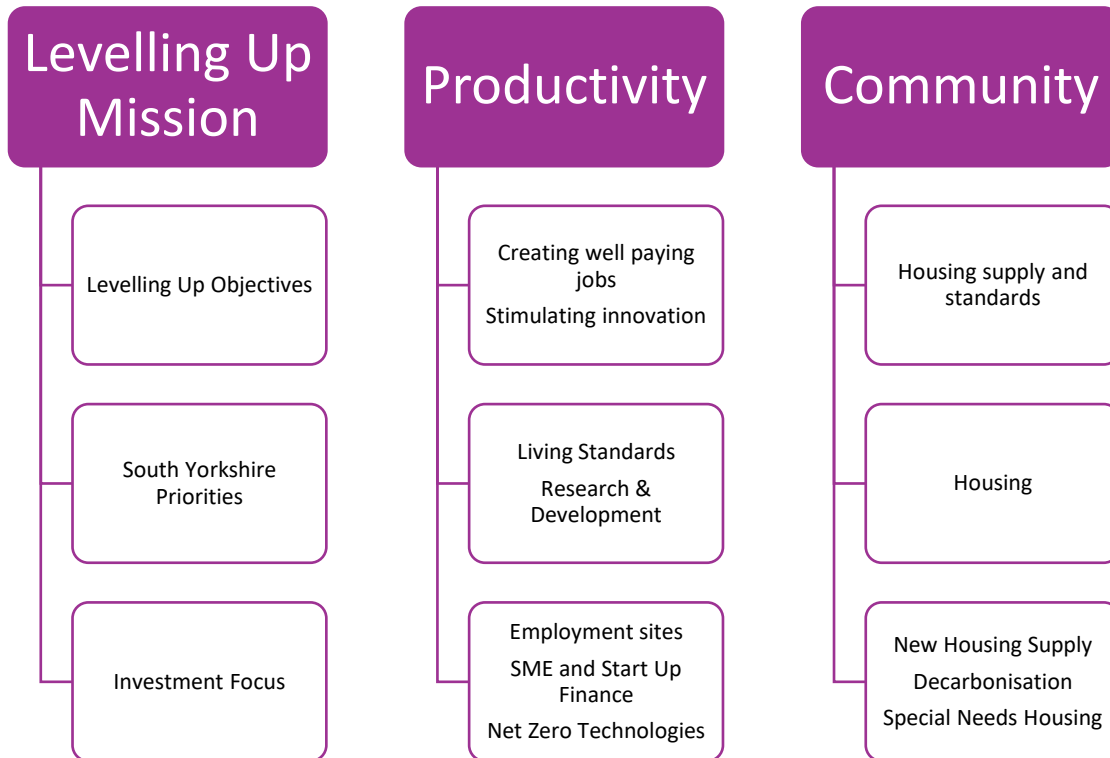 Levelling Up
Mission
Levelling Up Objectives
South Yorkshire
Priorities
Investment Focus
Productivity
Creating well paying
jobs
Stimulating innovation
Living Standards
Research &
Development
Employment sites
SME and Start Up
Finance
Net Zero Technologies
Community
Housing supply and
standards
Housing
New Housing Supply
Decarbonisation
Special Needs Housing